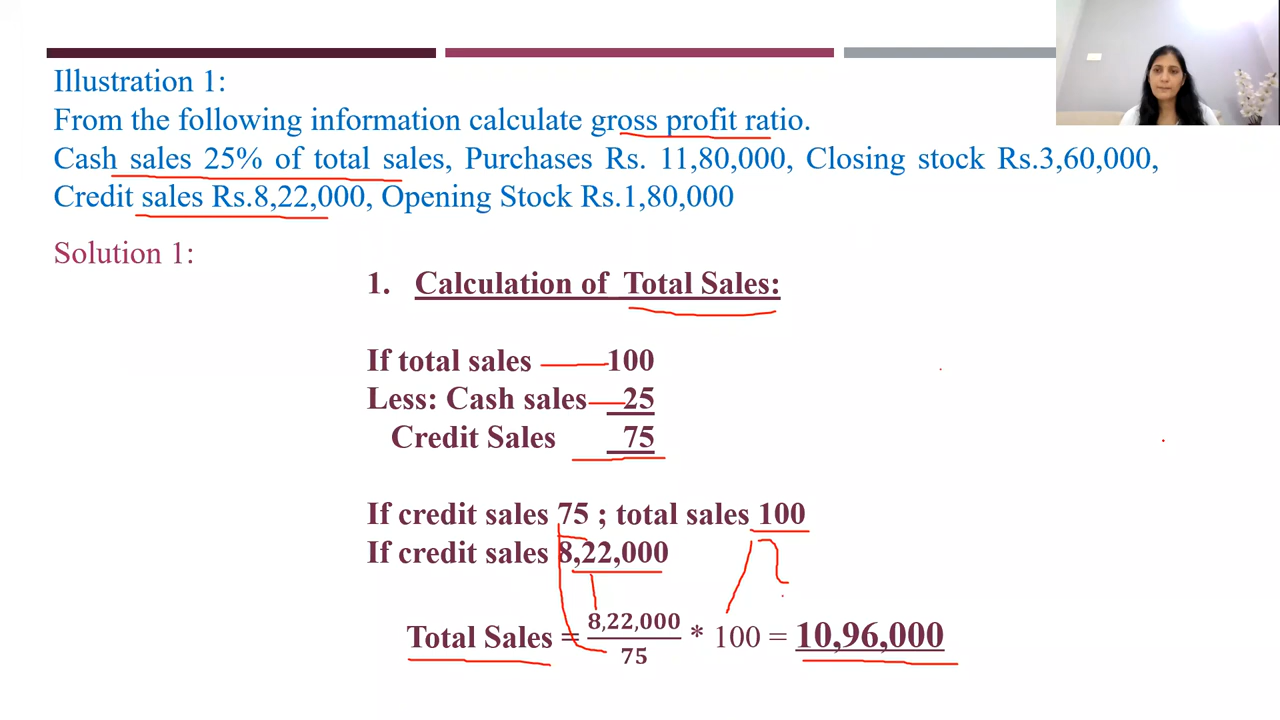 Illustration 1:
From the following information calculate gross profit ratio.
Cash sales 25% of total sales, Purchases Rs. 11,80,000, Closing stock Rs.3,60,000,
Credit sales Rs.8,22,000, Opening Stock Rs.1,80,000
Solution 1:
1. Calculation of Total Sales:
If total sales 100
Less: Cash sales 25
Credit Sales 75
If credit sales 75 ; total sales 100
If credit sales 8,22,000 ?
Total Sales = 8,22,000/75 * 100 = 10,96,000